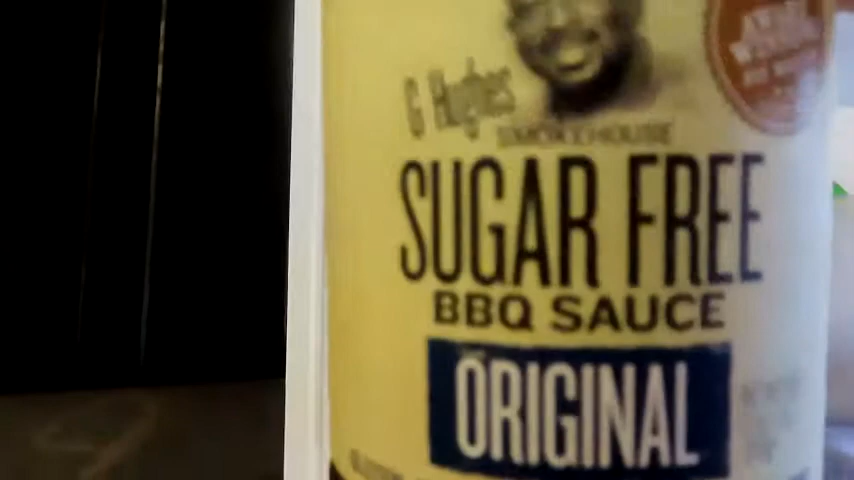 G Hughes
SMOKEHOUSE
SUGAR FREE
BBQ SAUCE
ORIGINAL